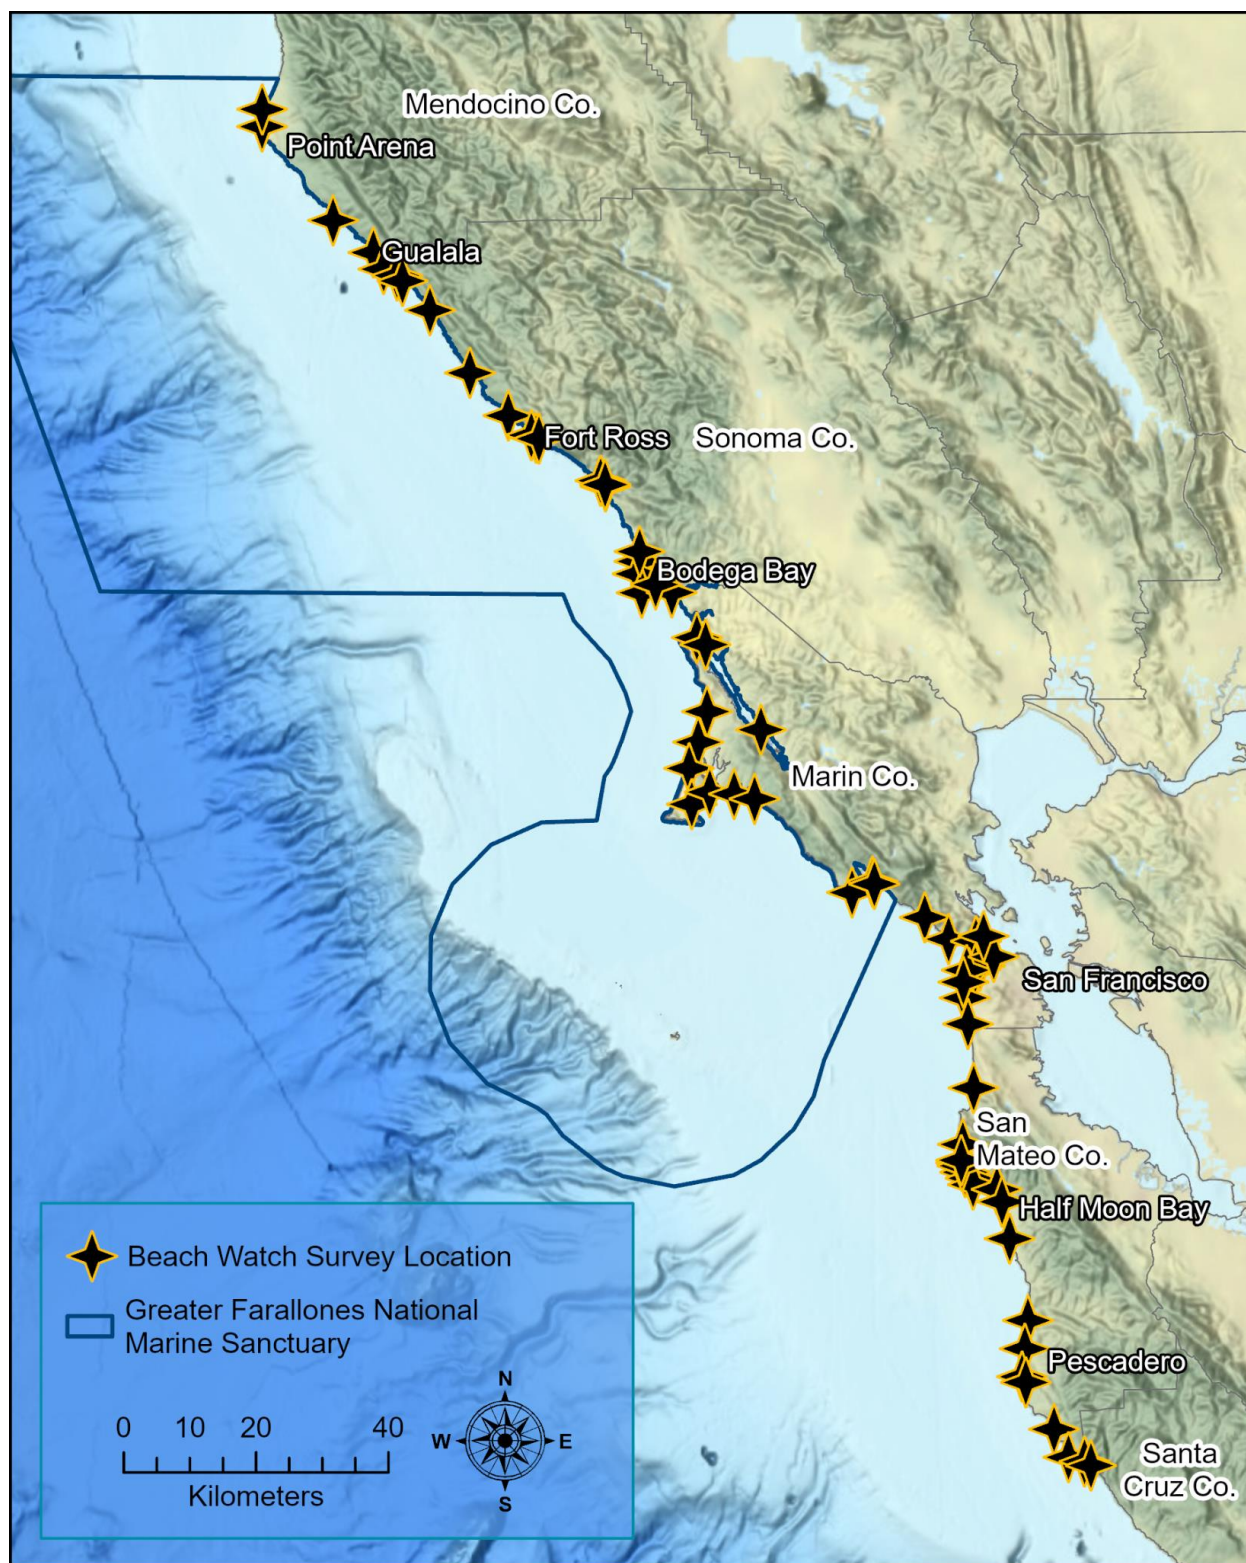 Mendocino Co.
Point Arena
Gualala
Fort Ross
Sonoma Co.
Bodega Bay
Marin Co.
San Francisco
San
Mateo Co.
Half Moon Bay
Pescadero
Santa
Cruz Co.
Beach Watch Survey Location
Greater Farallones National
Marine Sanctuary
0 10 20 40
Kilometers
N
W E
S